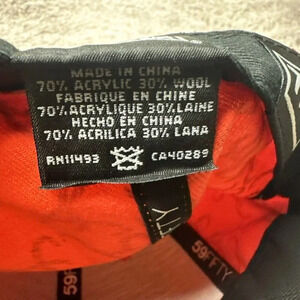 MADE IN CHINA
70% ACRYLIC 30% WOOL
FABRIQUE EN CHINE
70% ACRYLIQUE 30% LAINE
HECHO EN CHINA
70% ACRILICA 30% LANA
RN11493 CA40289
FTY
59FIFTY
59FIFTY